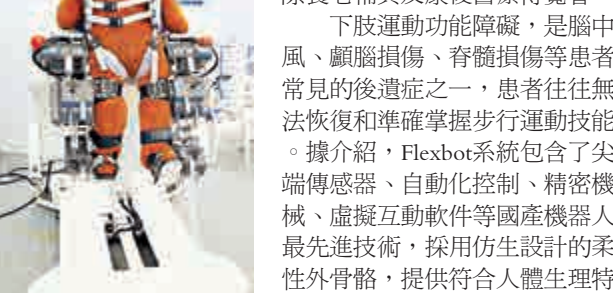 下肢運動功能障礙，是腦中
風、顱腦損傷、脊髓損傷等患者
常見的後遺症之一，患者往往無
法恢復和準確掌握步行運動技能
。據介紹，Flexbot系統包含了尖
端傳感器、自動化控制、精密機
械、虛擬互動軟件等國產機器人
最先進技術，採用仿生設計的柔
性外骨骼，提供符合人體生理特